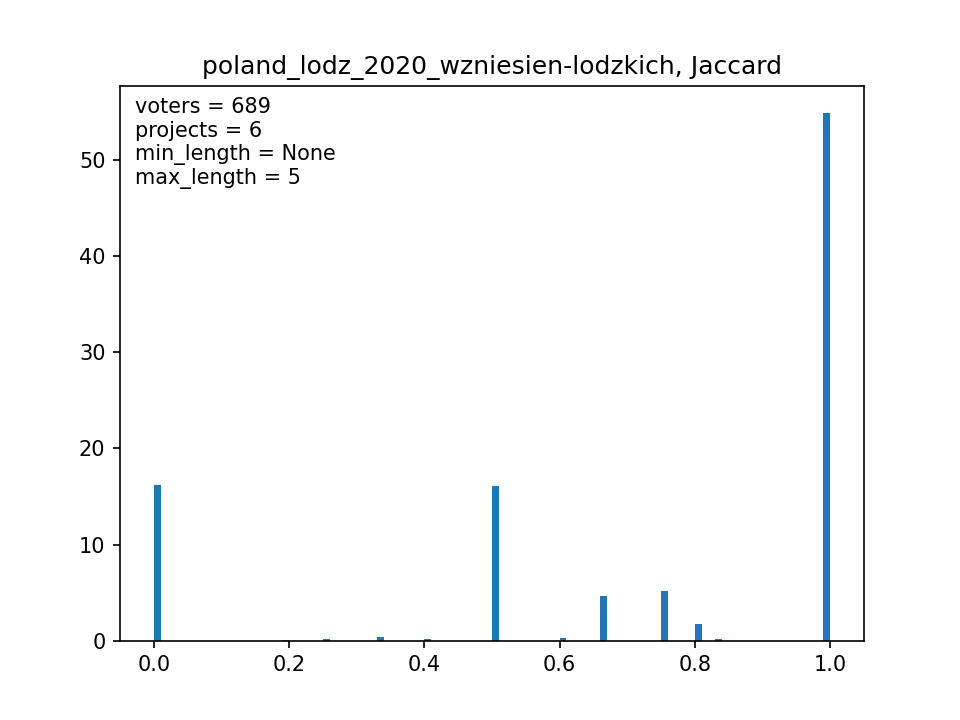 poland_lodz_2020_wzniesien-lodzkich, Jaccard
voters = 689
projects = 6
min_length = None
max_length = 5
50
40
30
20
10
0
0.0 0.2 0.4 0.6 0.8 1.0